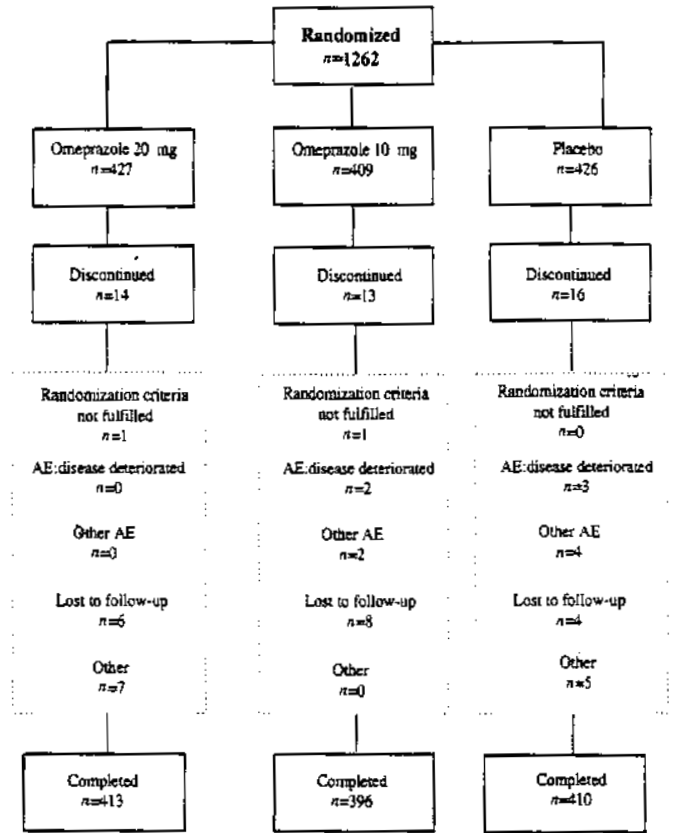 Randomized
n=1262
Omeprazole 20 mg
n=427
Omeprazole 10 mg
n=409
Placebo
n=426
Discontinued
n=14
Discontinued
n=13
Discontinued
n=16
Randomization criteria
not fulfilled
n=1
AE:disease deteriorated
n=0
Other AE
n=0
Lost to follow-up
n=6
Other
n=7
Randomization criteria
not fulfilled
n=1
AE:disease deteriorated
n=2
Other AE
n=2
Lost to follow-up
n=8
Other
n=0
Randomization criteria
not fulfilled
n=0
AE:disease deteriorated
n=3
Other AE
n=4
Lost to follow-up
n=4
Other
n=5
Completed
n=413
Completed
n=396
Completed
n=410